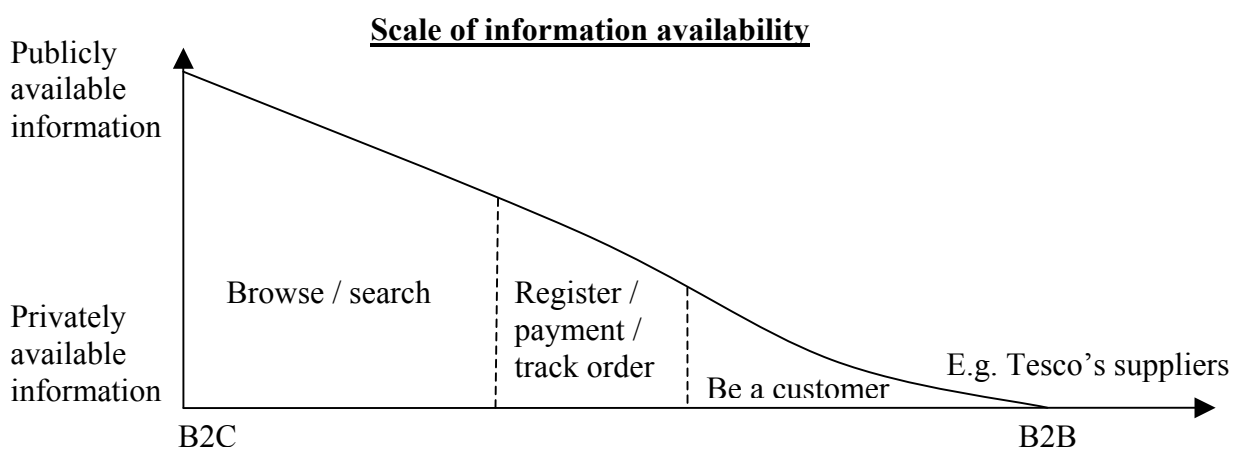 Scale of information availability
Publicly
available
information
Browse / search
Register /
payment /
track order
Privately
available
information
Be a customer
E.g. Tesco’s suppliers
B2C
B2B